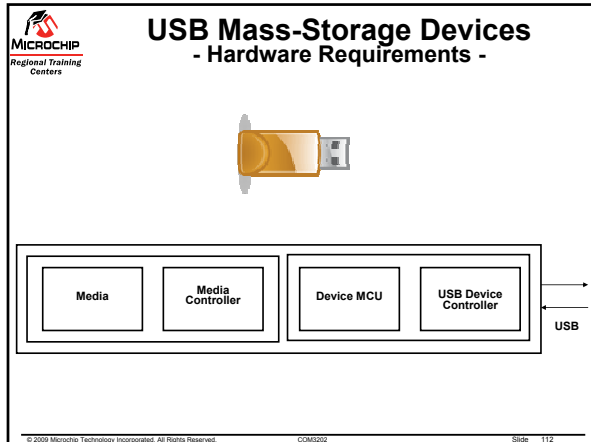 MICROCHIP
Regional Training
Centers
USB Mass-Storage Devices
- Hardware Requirements -
Media
Media
Controller
Device MCU
USB Device
Controller
USB
© 2009 Microchip Technology Incorporated. All Rights Reserved. COM3202 Slide 112